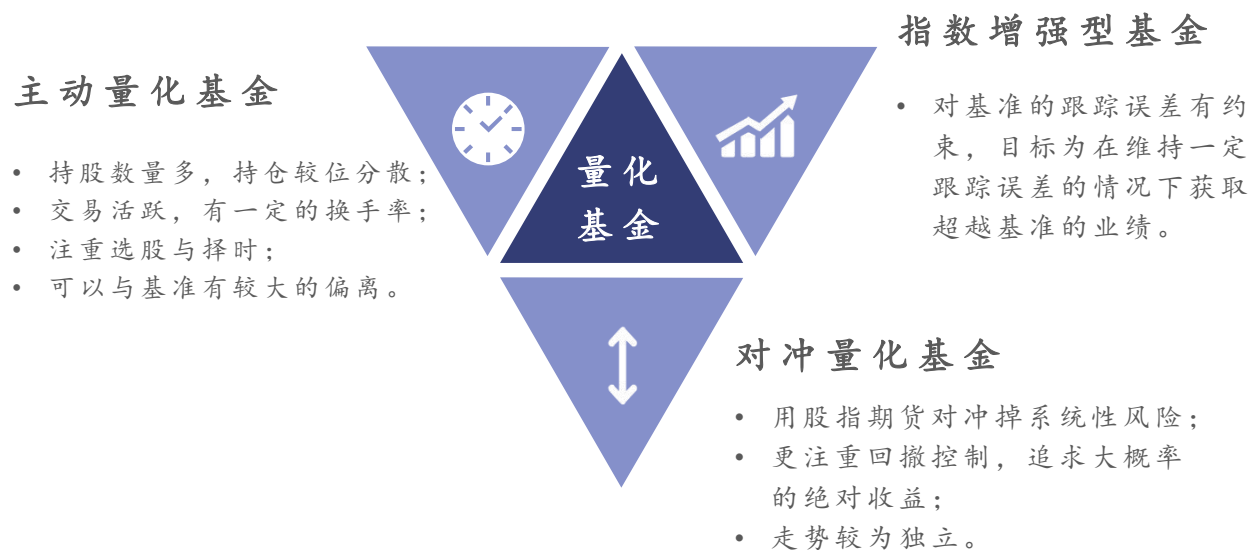 主动量化基金
• 持股数量多，持仓较位分散；
• 交易活跃，有一定的换手率；
• 注重选股与择时；
• 可以与基准有较大的偏离。
量化
基金
指数增强型基金
• 对基准的跟踪误差有约
束，目标为在维持一定
跟踪误差的情况下获取
超越基准的业绩。
对冲量化基金
• 用股指期货对冲掉系统性风险；
• 更注重回撤控制，追求大概率
的绝对收益；
• 走势较为独立。